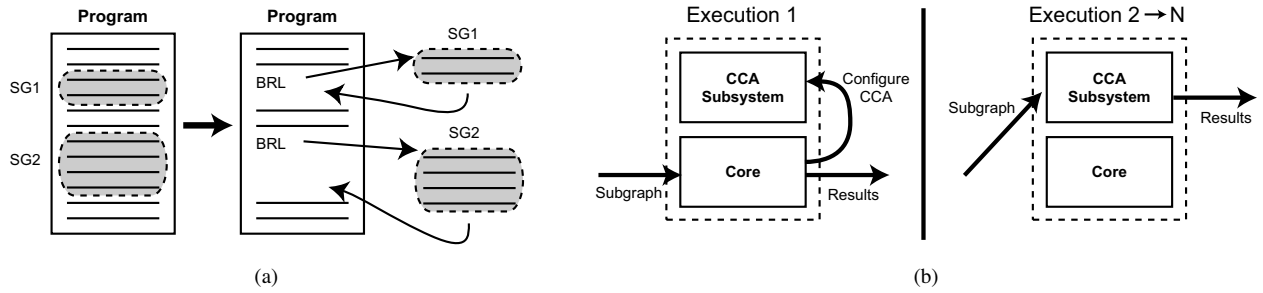 Program
SG1
SG2
Program
BRL
BRL
SG1
SG2
(a)
Execution 1
CCA
Subsystem
Configure
CCA
Core
Subgraph
Results
Execution 2 → N
CCA
Subsystem
Subgraph
Results
Core
(b)